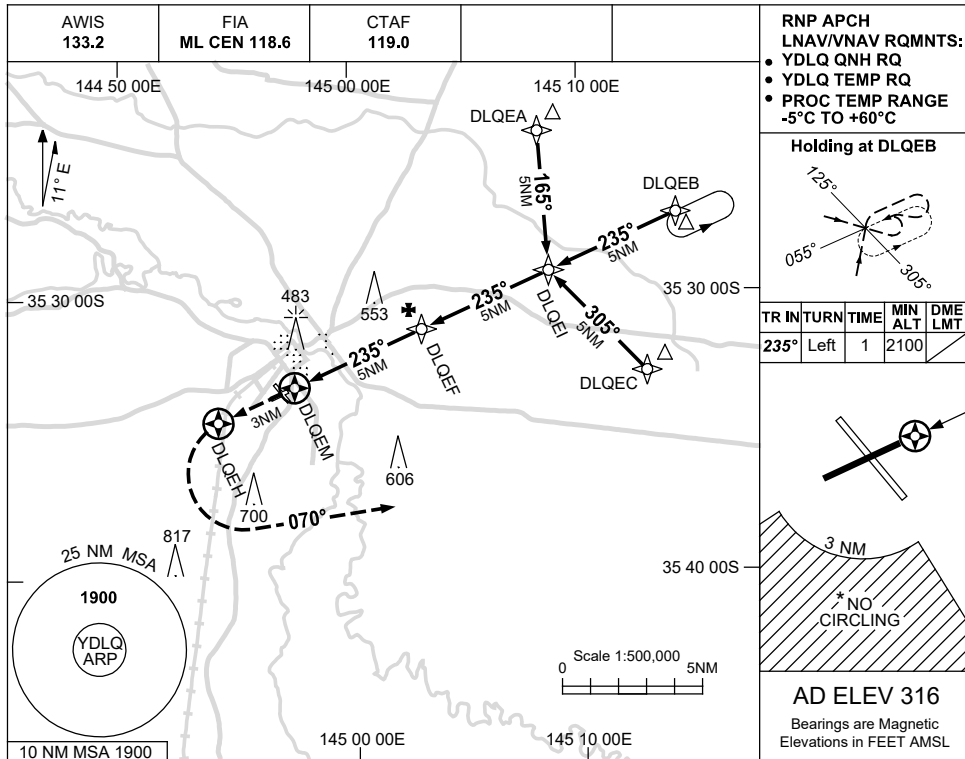 AWIS
133.2
FIA
ML CEN 118.6
CTAF
119.0
RNP APCH
LNAV/VNAV RQMNTS:
• YDLQ QNH RQ
• YDLQ TEMP RQ
• PROC TEMP RANGE
-5°C TO +60°C
Holding at DLQEB
125°
055°
305°
TR IN TURN TIME MIN ALT DME LMT
235° Left 1 2100
3 NM
* NO
CIRCLING
AD ELEV 316
Bearings are Magnetic
Elevations in FEET AMSL
144 50 00E
145 00 00E
145 10 00E
11° E
DLQEA
165°
5NM
DLQEB
235°
5NM
DLQEI
235°
5NM
305°
5NM
DLQEC
DLQEF
235°
5NM
DLQEM
3NM
DLQEH
070°
35 30 00S
35 30 00S
483
553
606
700
817
35 40 00S
25 NM MSA
1900
YDLQ
ARP
10 NM MSA 1900
Scale 1:500,000
0 5NM
145 00 00E
145 10 00E